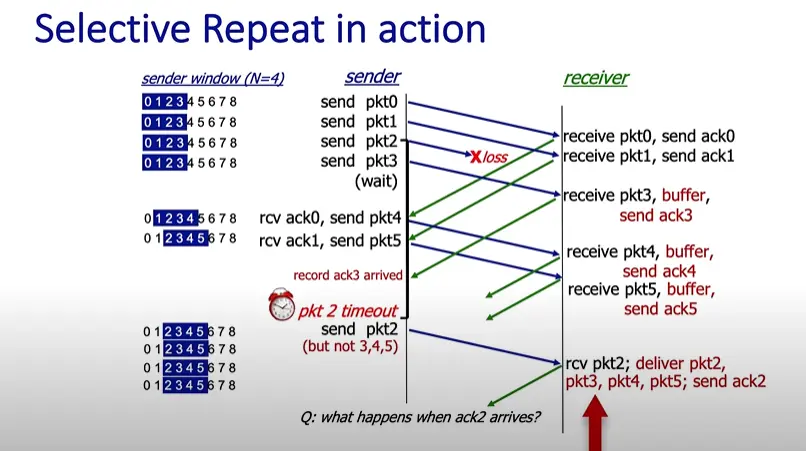 Selective Repeat in action
sender window (N=4)
sender
receiver
0 1 2 3 4 5 6 7 8
send pkt0
0 1 2 3 4 5 6 7 8
send pkt1
0 1 2 3 4 5 6 7 8
send pkt2
0 1 2 3 4 5 6 7 8
send pkt3
(wait)
X loss
receive pkt0, send ack0
receive pkt1, send ack1
receive pkt3, buffer,
send ack3
0 1 2 3 4 5 6 7 8
rcv ack0, send pkt4
0 1 2 3 4 5 6 7 8
rcv ack1, send pkt5
record ack3 arrived
receive pkt4, buffer,
send ack4
receive pkt5, buffer,
send ack5
pkt 2 timeout
0 1 2 3 4 5 6 7 8
send pkt2
0 1 2 3 4 5 6 7 8
(but not 3,4,5)
0 1 2 3 4 5 6 7 8
0 1 2 3 4 5 6 7 8
rcv pkt2; deliver pkt2,
pkt3, pkt4, pkt5; send ack2
Q: what happens when ack2 arrives?